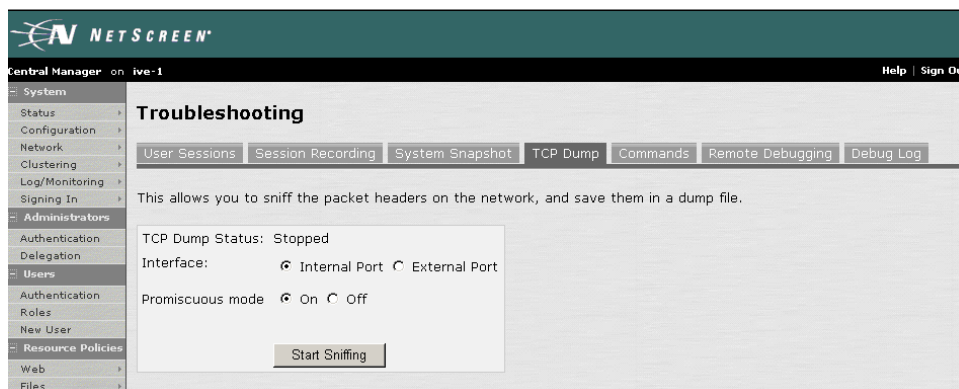 NETSCREEN
Central Manager on ive-1
Help | Sign Ou
System
Status
Configuration
Network
Clustering
Log/Monitoring
Signing In
Administrators
Authentication
Delegation
Users
Authentication
Roles
New User
Resource Policies
Web
Files
Troubleshooting
User Sessions Session Recording System Snapshot TCP Dump Commands Remote Debugging Debug Log
This allows you to sniff the packet headers on the network, and save them in a dump file.
TCP Dump Status: Stopped
Interface: Internal Port External Port
Promiscuous mode On Off
Start Sniffing